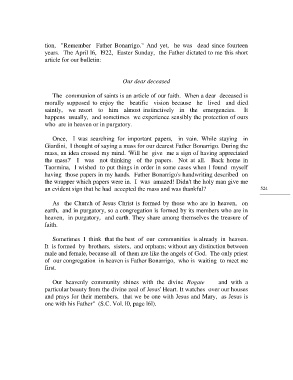 tion, "Remember Father Bonarrigo." And yet, he was dead since fourteen
years. The April 16, 1922, Easter Sunday, the Father dictated to me this short
article for our bulletin:
Our dear deceased
The communion of saints is an article of our faith. When a dear deceased is
morally supposed to enjoy the beatific vision because he lived and died
saintly, we resort to him almost instinctively in the emergencies. It
happens usually, and sometimes we experience sensibly the protection of ours
who are in heaven or in purgatory.
Once, I was searching for important papers, in vain. While staying in
Giardini, I thought of saying a mass for our dearest Father Bonarrigo. During the
mass, an idea crossed my mind. 'Will he give me a sign of having appreciated
the mass?' I was not thinking of the papers. Not at all. Back home in
Taormina, I wished to put things in order in some cases when I found myself
having those papers in my hands. Father Bonarrigo's handwriting described on
the wrapper which papers were in. I was amazed! Didn't the holy man give me
an evident sign that he had accepted the mass and was thankful?
521
As the Church of Jesus Christ is formed by those who are in heaven, on
earth, and in purgatory, so a congregation is formed by its members who are in
heaven, in purgatory, and earth. They share among themselves the treasure of
faith.
Sometimes I think that the best of our communities is already in heaven.
It is formed by brothers, sisters, and orphans; without any distinction between
male and female, because all of them are like the angels of God. The only priest
of our congregation in heaven is Father Bonarrigo, who is waiting to meet me
first.
Our heavenly community shines with the divine Rogate and with a
particular beauty from the divine zeal of Jesus' Heart. It watches over our houses
and prays for their members, that we be one with Jesus and Mary, as Jesus is
one with his Father" (S.C. Vol. 10, page 161).